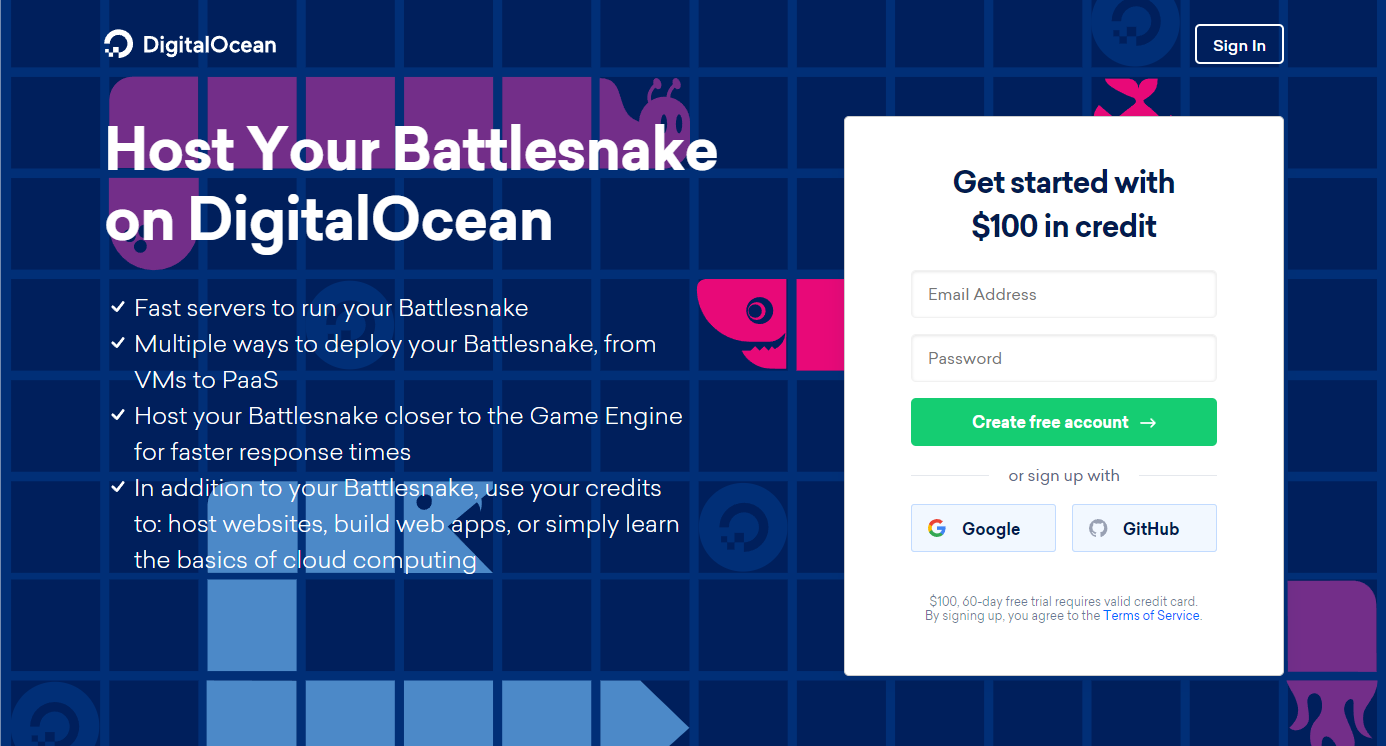 DigitalOcean
Sign In
Host Your Battlesnake
on DigitalOcean
Fast servers to run your Battlesnake
Multiple ways to deploy your Battlesnake, from
VMs to PaaS
Host your Battlesnake closer to the Game Engine
for faster response times
In addition to your Battlesnake, use your credits
to: host websites, build web apps, or simply learn
the basics of cloud computing
Get started with
$100 in credit
Email Address
Password
Create free account →
or sign up with
Google
GitHub
$100, 60-day free trial requires valid credit card.
By signing up, you agree to the Terms of Service.